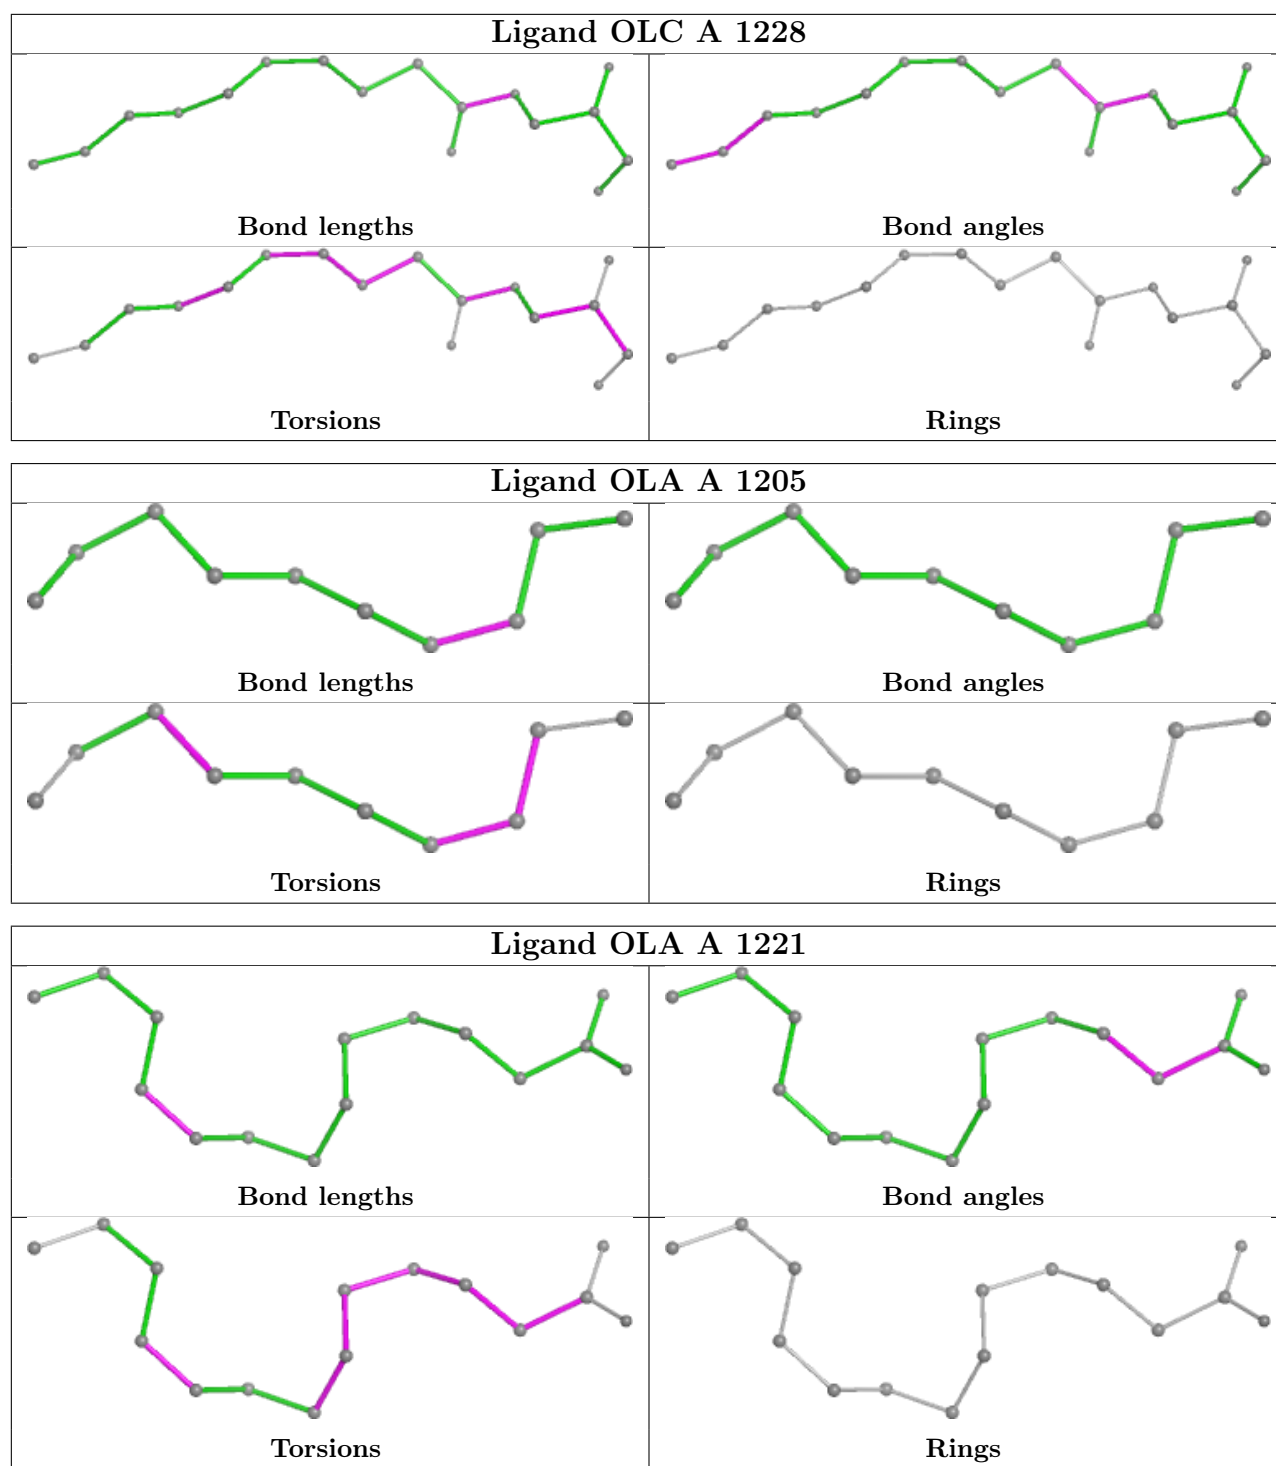 Ligand OLC A 1228
Bond lengths
Bond angles
Torsions
Rings
Ligand OLA A 1205
Bond lengths
Bond angles
Torsions
Rings
Ligand OLA A 1221
Bond lengths
Bond angles
Torsions
Rings